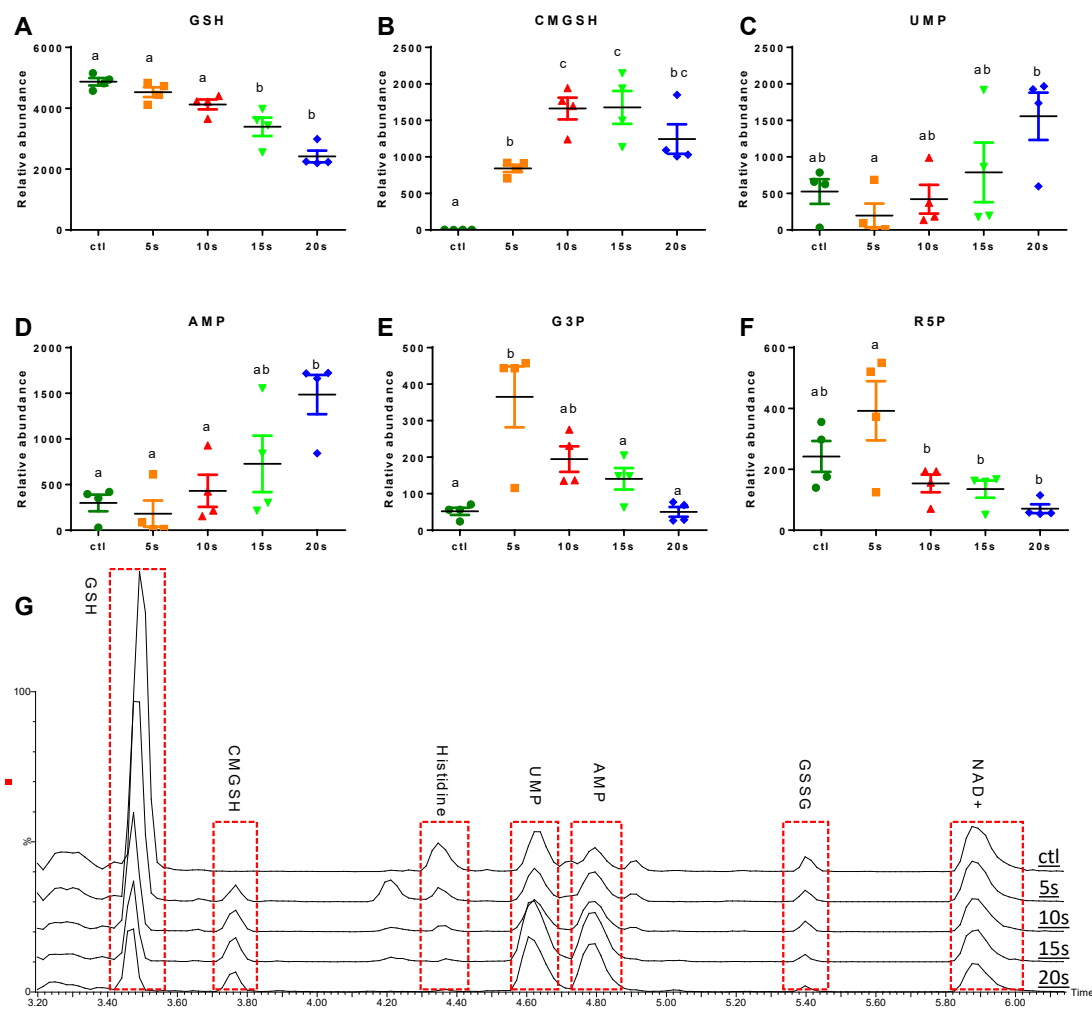 A
GSH
Relative abundance
6000
4000
2000
0
a
a
a
b
b
ctl
5s
10s
15s
20s
B
CMGSH
Relative abundance
2500
2000
1500
1000
500
0
a
b
c
c
bc
ctl
5s
10s
15s
20s
C
UMP
Relative abundance
2500
2000
1500
1000
500
0
ab
a
ab
ab
b
ctl
5s
10s
15s
20s
D
AMP
Relative abundance
2000
1500
1000
500
0
a
a
a
ab
b
ctl
5s
10s
15s
20s
E
G3P
Relative abundance
500
400
300
200
100
0
a
b
ab
a
a
ctl
5s
10s
15s
20s
F
R5P
Relative abundance
600
400
200
0
ab
a
b
b
b
ctl
5s
10s
15s
20s
G
GSH
CMGSH
Histidine
UMP
AMP
GSSG
NAD+
100
%
0
ctl
5s
10s
15s
20s
3.20 3.40 3.60 3.80 4.00 4.20 4.40 4.60 4.80 5.00 5.20 5.40 5.60 5.80 6.00 Time